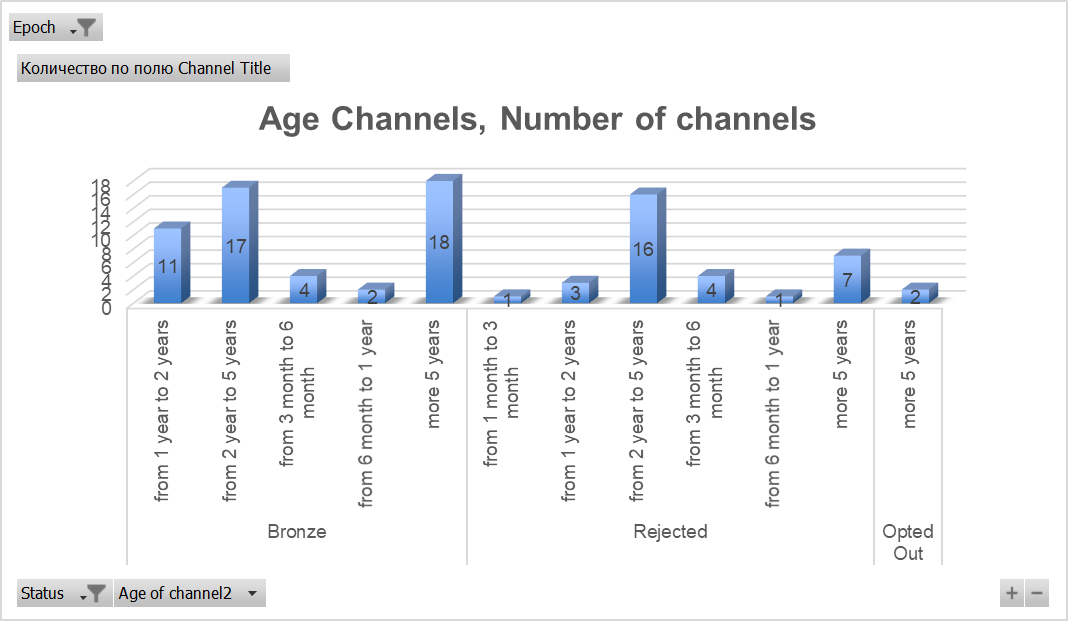 Epoch
Количество по полю Channel Title
Age Channels, Number of channels
18
16
14
12
10
8
6
4
2
0
11
17
4
2
18
1
3
16
4
1
7
2
from 1 year to 2 years
from 2 year to 5 years
from 3 month to 6
month
from 6 month to 1 year
more 5 years
from 1 month to 3
month
from 1 year to 2 years
from 2 year to 5 years
from 3 month to 6
month
from 6 month to 1 year
more 5 years
more 5 years
Bronze
Rejected
Opted
Out
Status
Age of channel2